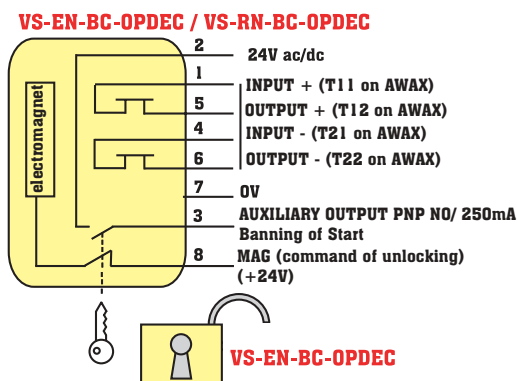 VS-EN-BC-OPDEC / VS-RN-BC-OPDEC
2 24V ac/dc
1 INPUT + (T11 on AWAX)
5 OUTPUT + (T12 on AWAX)
4 INPUT - (T21 on AWAX)
6 OUTPUT - (T22 on AWAX)
7 0V
3 AUXILIARY OUTPUT PNP NO/ 250mA
Banning of Start
8 MAG (command of unlocking)
(+24V)
electromagnet
VS-EN-BC-OPDEC